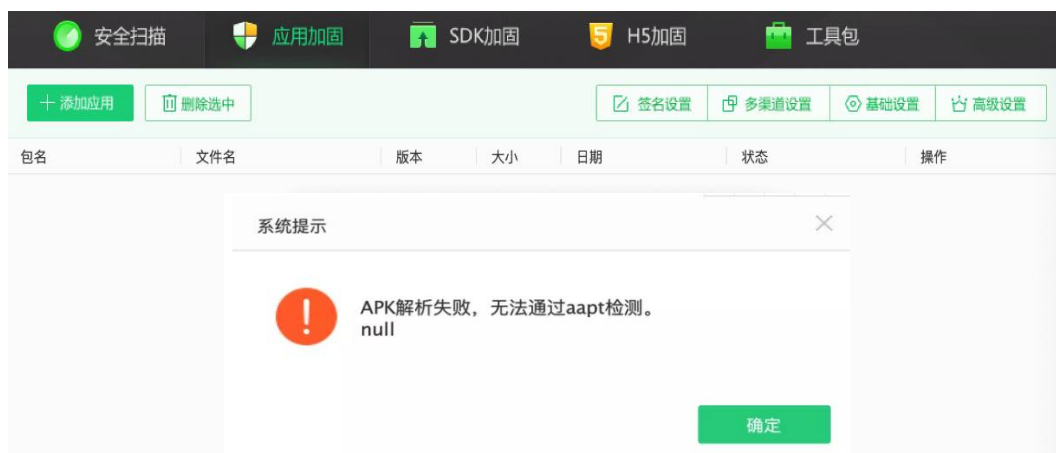 安全扫描 应用加固 SDK加固 H5加固 工具包
添加应用 删除选中 签名设置 多渠道设置 基础设置 高级设置
包名 文件名 版本 大小 日期 状态 操作
系统提示
APK解析失败，无法通过aapt检测。
null
确定